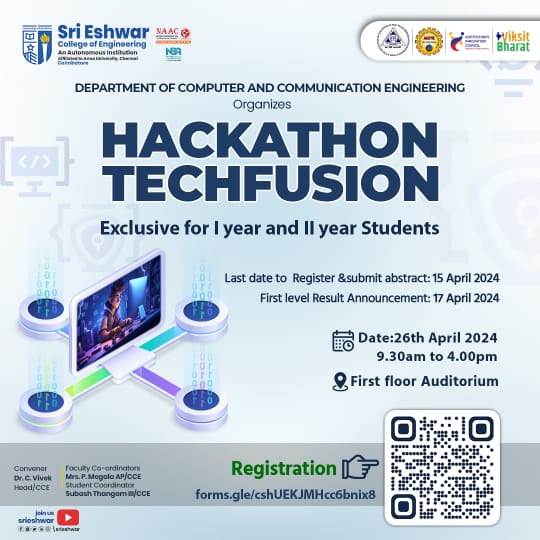 Sri Eshwar
College of Engineering
An Autonomous Institution
Affiliated to Anna University, Chennai
Coimbatore
NAAC
NBA
INSTITUTION'S
INNOVATION
COUNCIL
Viksit
Bharat
DEPARTMENT OF COMPUTER AND COMMUNICATION ENGINEERING
Organizes
HACKATHON
TECHFUSION
Exclusive for I year and II year Students
Last date to Register &submit abstract: 15 April 2024
First level Result Announcement: 17 April 2024
Date:26th April 2024
9.30am to 4.00pm
First floor Auditorium
Registration
forms.gle/cshUEKJMHcc6bnix8
Convener
Dr. C. Vivek
Head/CCE
Faculty Co-ordinators
Mrs. P. Megala AP/CCE
Student Coordinator
Subash Thangam III/CCE
join us
srieshwar